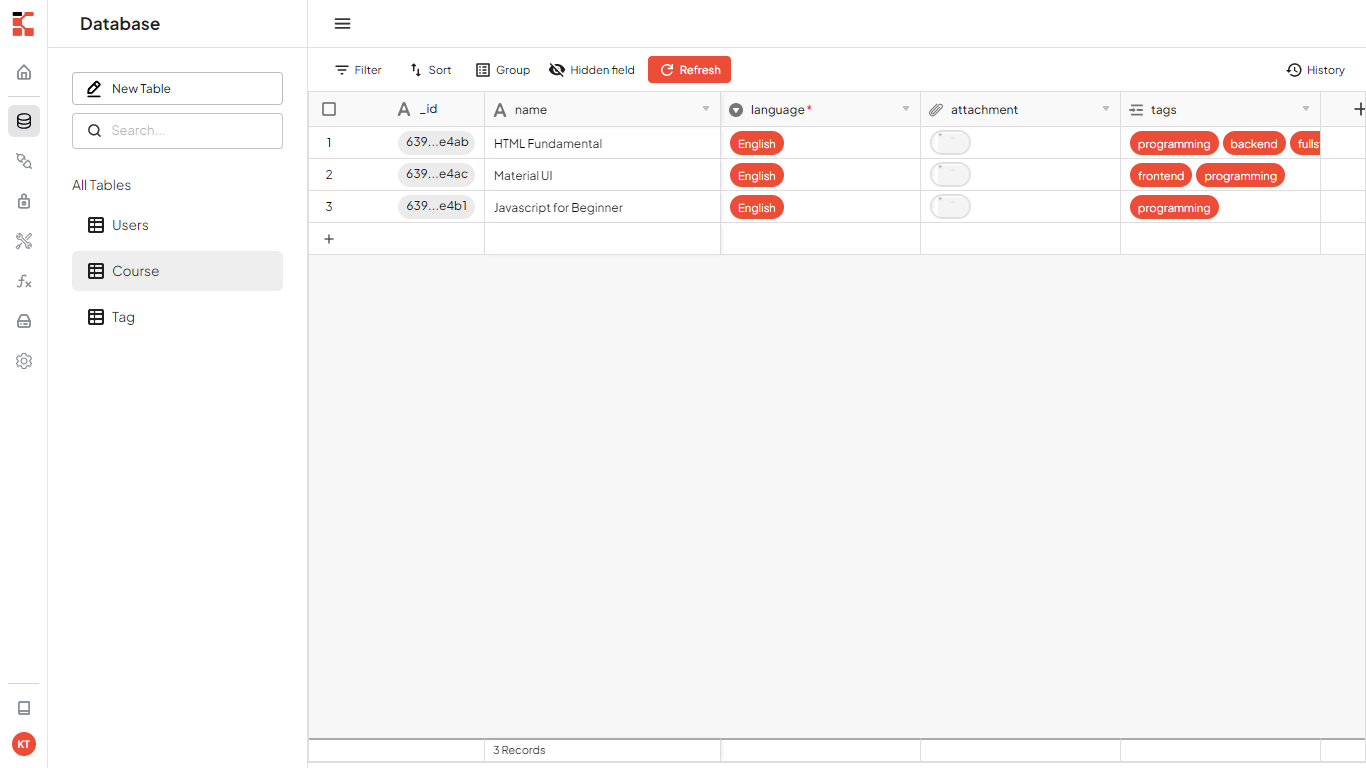 Database
New Table
Search...
All Tables
Users
Course
Tag
KT
Filter Sort Group Hidden field Refresh History
_id name language* attachment tags
1 639...e4ab HTML Fundamental English programming backend
2 639...e4ac Material UI English frontend programming
3 639...e4b1 Javascript for Beginner English programming
3 Records